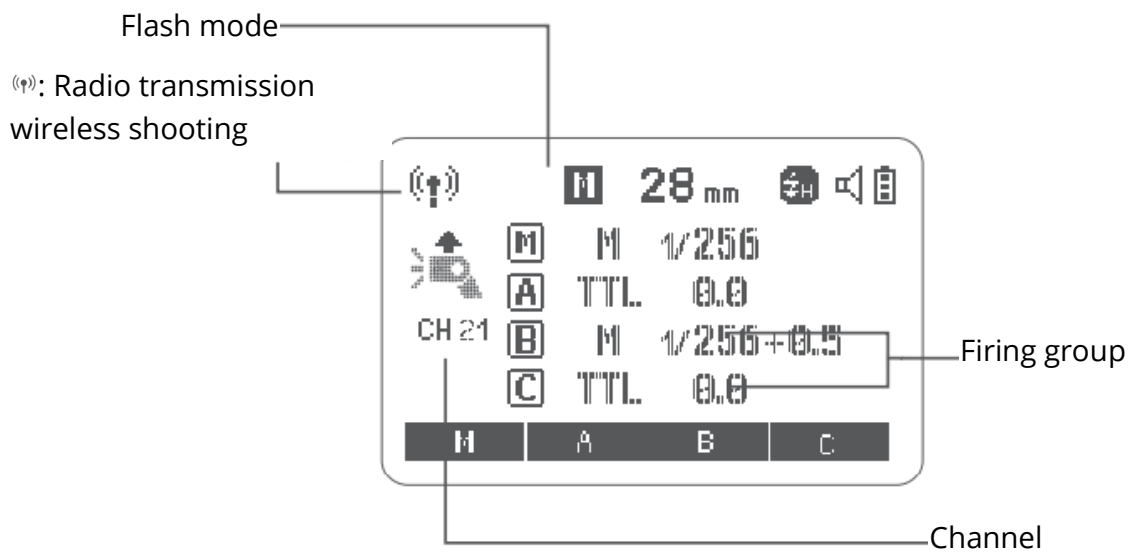 Flash mode
: Radio transmission
wireless shooting
M 28 mm H
M M 1/256
A TTL 0.0
CH 21
B M 1/256+0.5
C TTL 0.0
Firing group
M A B C
Channel